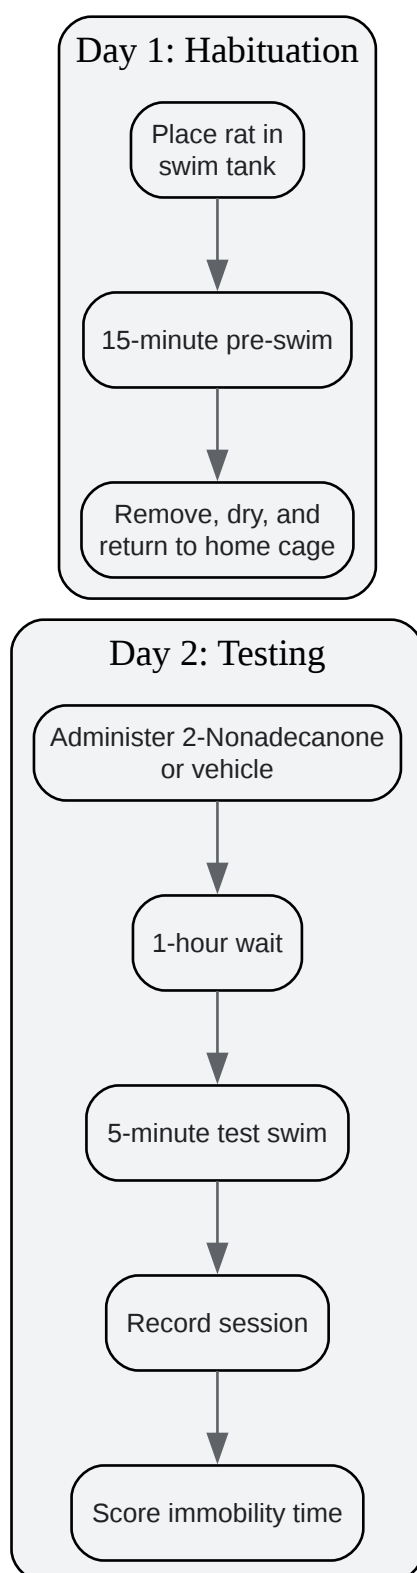 Day 1: Habituation
Place rat in
swim tank
15-minute pre-swim
Remove, dry, and
return to home cage
Day 2: Testing
Administer 2-Nonadecanone
or vehicle
1-hour wait
5-minute test swim
Record session
Score immobility time